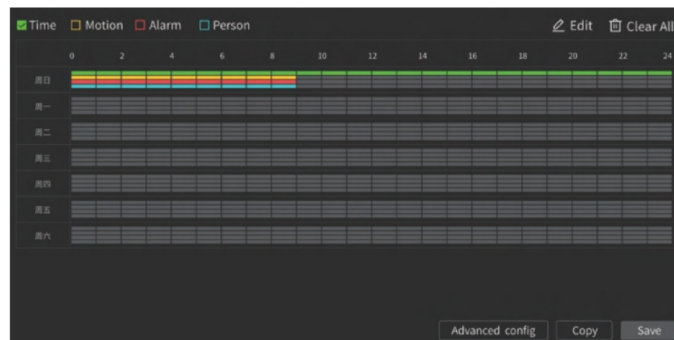 Time Motion Alarm Person Edit Clear All
0 2 4 6 8 10 12 14 16 18 20 22 24
周日
周一
周二
周三
周四
周五
周六
Advanced config Copy Save